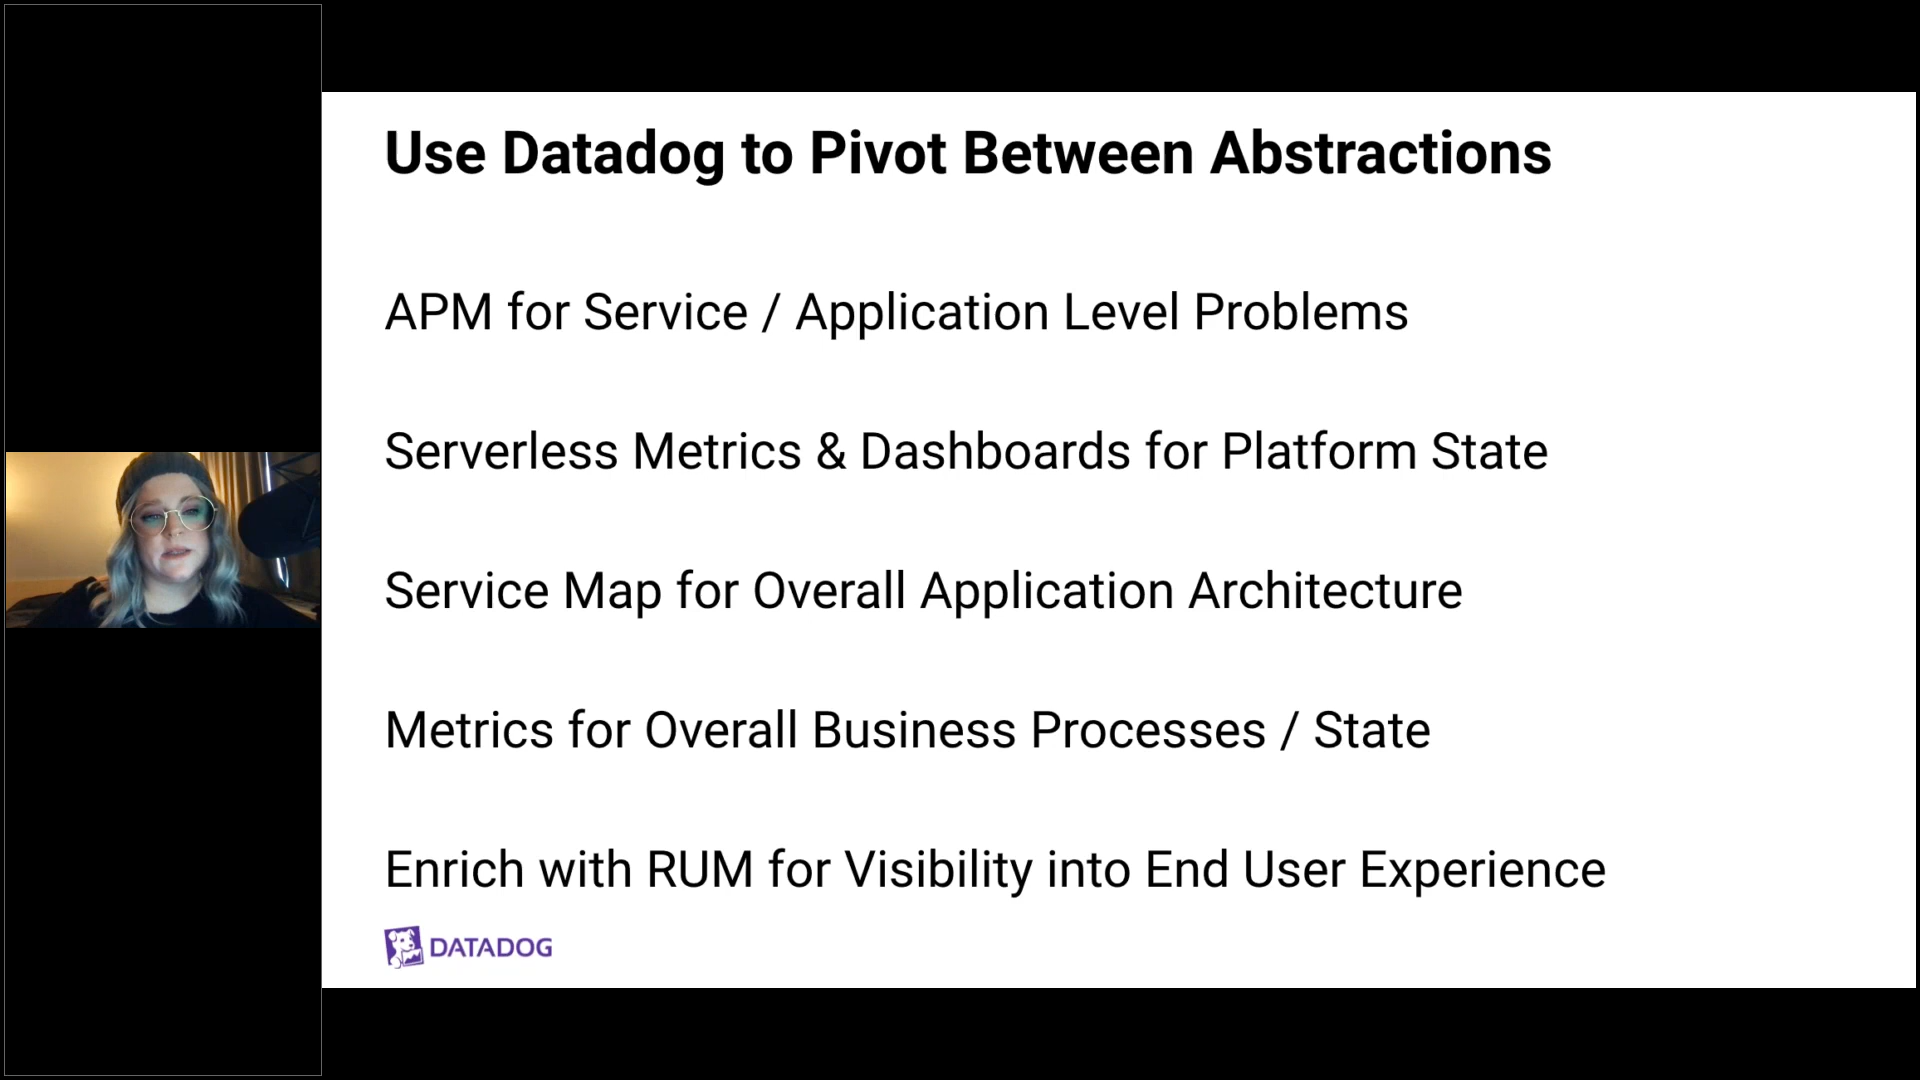 Use Datadog to Pivot Between Abstractions
APM for Service / Application Level Problems
Serverless Metrics & Dashboards for Platform State
Service Map for Overall Application Architecture
Metrics for Overall Business Processes / State
Enrich with RUM for Visibility into End User Experience
DATADOG